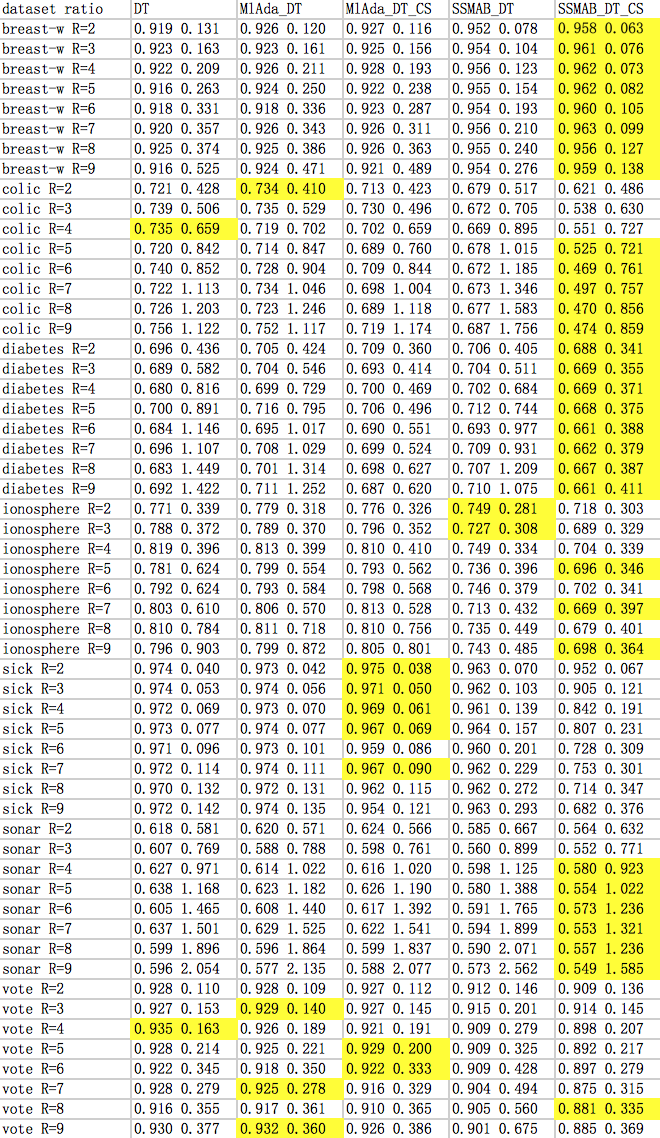 dataset ratio DT MlAda_DT MlAda_DT_CS SSMAB_DT SSMAB_DT_CS
breast-w R=2 0.919 0.131 0.926 0.120 0.927 0.116 0.952 0.078 0.958 0.063
breast-w R=3 0.923 0.163 0.923 0.161 0.925 0.156 0.954 0.104 0.961 0.076
breast-w R=4 0.922 0.209 0.926 0.211 0.928 0.193 0.956 0.123 0.962 0.073
breast-w R=5 0.916 0.263 0.924 0.250 0.922 0.238 0.955 0.154 0.962 0.082
breast-w R=6 0.918 0.331 0.918 0.336 0.923 0.287 0.954 0.193 0.960 0.105
breast-w R=7 0.920 0.357 0.926 0.343 0.926 0.311 0.956 0.210 0.963 0.099
breast-w R=8 0.925 0.374 0.925 0.386 0.926 0.363 0.955 0.240 0.956 0.127
breast-w R=9 0.916 0.525 0.924 0.471 0.921 0.489 0.954 0.276 0.959 0.138
colic R=2 0.721 0.428 0.734 0.410 0.713 0.423 0.679 0.517 0.621 0.486
colic R=3 0.739 0.506 0.735 0.529 0.730 0.496 0.672 0.705 0.538 0.630
colic R=4 0.735 0.659 0.719 0.702 0.702 0.659 0.669 0.895 0.551 0.727
colic R=5 0.720 0.842 0.714 0.847 0.689 0.760 0.678 1.015 0.525 0.721
colic R=6 0.740 0.852 0.728 0.904 0.709 0.844 0.672 1.185 0.469 0.761
colic R=7 0.722 1.113 0.734 1.046 0.698 1.004 0.673 1.346 0.497 0.757
colic R=8 0.726 1.203 0.723 1.246 0.689 1.118 0.677 1.583 0.470 0.856
colic R=9 0.756 1.122 0.752 1.117 0.719 1.174 0.687 1.756 0.474 0.859
diabetes R=2 0.696 0.436 0.705 0.424 0.709 0.360 0.706 0.405 0.688 0.341
diabetes R=3 0.689 0.582 0.704 0.546 0.693 0.414 0.704 0.511 0.669 0.355
diabetes R=4 0.680 0.816 0.699 0.729 0.700 0.469 0.702 0.684 0.669 0.371
diabetes R=5 0.700 0.891 0.716 0.795 0.706 0.496 0.712 0.744 0.668 0.375
diabetes R=6 0.684 1.146 0.695 1.017 0.690 0.551 0.693 0.977 0.661 0.388
diabetes R=7 0.696 1.107 0.708 1.029 0.699 0.524 0.709 0.931 0.662 0.379
diabetes R=8 0.683 1.449 0.701 1.314 0.698 0.627 0.707 1.209 0.667 0.387
diabetes R=9 0.692 1.422 0.711 1.252 0.687 0.620 0.710 1.075 0.661 0.411
ionosphere R=2 0.771 0.339 0.779 0.318 0.776 0.326 0.749 0.281 0.718 0.303
ionosphere R=3 0.788 0.372 0.789 0.370 0.796 0.352 0.727 0.308 0.689 0.329
ionosphere R=4 0.819 0.396 0.813 0.399 0.810 0.410 0.749 0.334 0.704 0.339
ionosphere R=5 0.781 0.624 0.799 0.554 0.793 0.562 0.736 0.396 0.696 0.346
ionosphere R=6 0.792 0.624 0.793 0.584 0.798 0.568 0.746 0.379 0.702 0.341
ionosphere R=7 0.803 0.610 0.806 0.570 0.813 0.528 0.713 0.432 0.669 0.397
ionosphere R=8 0.810 0.784 0.811 0.718 0.810 0.756 0.735 0.449 0.679 0.401
ionosphere R=9 0.796 0.903 0.799 0.872 0.805 0.801 0.743 0.485 0.698 0.364
sick R=2 0.974 0.040 0.973 0.042 0.975 0.038 0.963 0.070 0.952 0.067
sick R=3 0.974 0.053 0.974 0.056 0.971 0.050 0.962 0.103 0.905 0.121
sick R=4 0.972 0.069 0.973 0.070 0.969 0.061 0.961 0.139 0.842 0.191
sick R=5 0.973 0.077 0.974 0.077 0.967 0.069 0.964 0.157 0.807 0.231
sick R=6 0.971 0.096 0.973 0.101 0.959 0.086 0.960 0.201 0.728 0.309
sick R=7 0.972 0.114 0.974 0.111 0.967 0.090 0.962 0.229 0.753 0.301
sick R=8 0.970 0.132 0.972 0.131 0.962 0.115 0.962 0.272 0.714 0.347
sick R=9 0.972 0.142 0.974 0.135 0.954 0.121 0.963 0.293 0.682 0.376
sonar R=2 0.618 0.581 0.620 0.571 0.624 0.566 0.585 0.667 0.564 0.632
sonar R=3 0.607 0.769 0.588 0.788 0.598 0.761 0.560 0.899 0.552 0.771
sonar R=4 0.627 0.971 0.614 1.022 0.616 1.020 0.598 1.125 0.580 0.923
sonar R=5 0.638 1.168 0.623 1.182 0.626 1.190 0.580 1.388 0.554 1.022
sonar R=6 0.605 1.465 0.608 1.440 0.617 1.392 0.591 1.765 0.573 1.236
sonar R=7 0.637 1.501 0.629 1.525 0.622 1.541 0.594 1.899 0.553 1.321
sonar R=8 0.599 1.896 0.596 1.864 0.599 1.837 0.590 2.071 0.557 1.236
sonar R=9 0.596 2.054 0.577 2.135 0.588 2.077 0.573 2.562 0.549 1.585
vote R=2 0.928 0.110 0.928 0.109 0.927 0.112 0.912 0.146 0.909 0.136
vote R=3 0.927 0.153 0.929 0.140 0.927 0.145 0.915 0.201 0.914 0.145
vote R=4 0.935 0.163 0.926 0.189 0.921 0.191 0.909 0.279 0.898 0.207
vote R=5 0.928 0.214 0.925 0.221 0.929 0.200 0.909 0.325 0.892 0.217
vote R=6 0.922 0.345 0.918 0.350 0.922 0.333 0.909 0.428 0.897 0.279
vote R=7 0.928 0.279 0.925 0.278 0.916 0.329 0.904 0.494 0.875 0.315
vote R=8 0.916 0.355 0.917 0.361 0.910 0.365 0.905 0.560 0.881 0.335
vote R=9 0.930 0.377 0.932 0.360 0.926 0.386 0.901 0.675 0.885 0.369